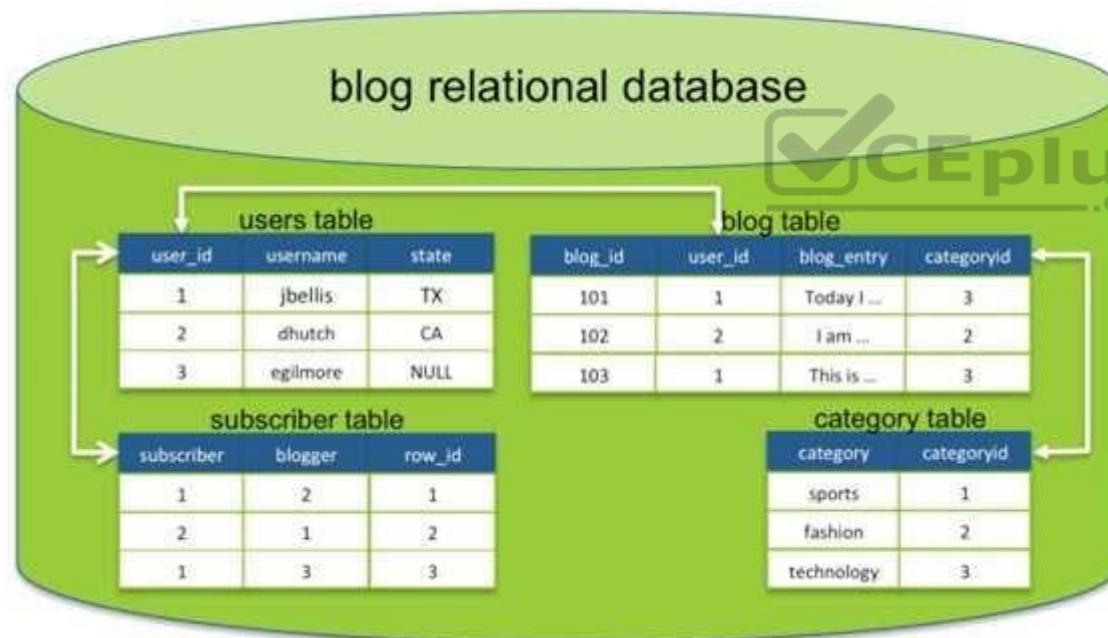 blog relational database
CEplu
users table
user_id username state
1 jbellis TX
2 dhutch CA
3 egilmore NULL
blog table
blog_id user_id blog_entry categoryid
101 1 Today I ... 3
102 2 I am ... 2
103 1 This is ... 3
subscriber table
subscriber blogger row_id
1 2 1
2 1 2
1 3 3
category table
category categoryid
sports 1
fashion 2
technology 3